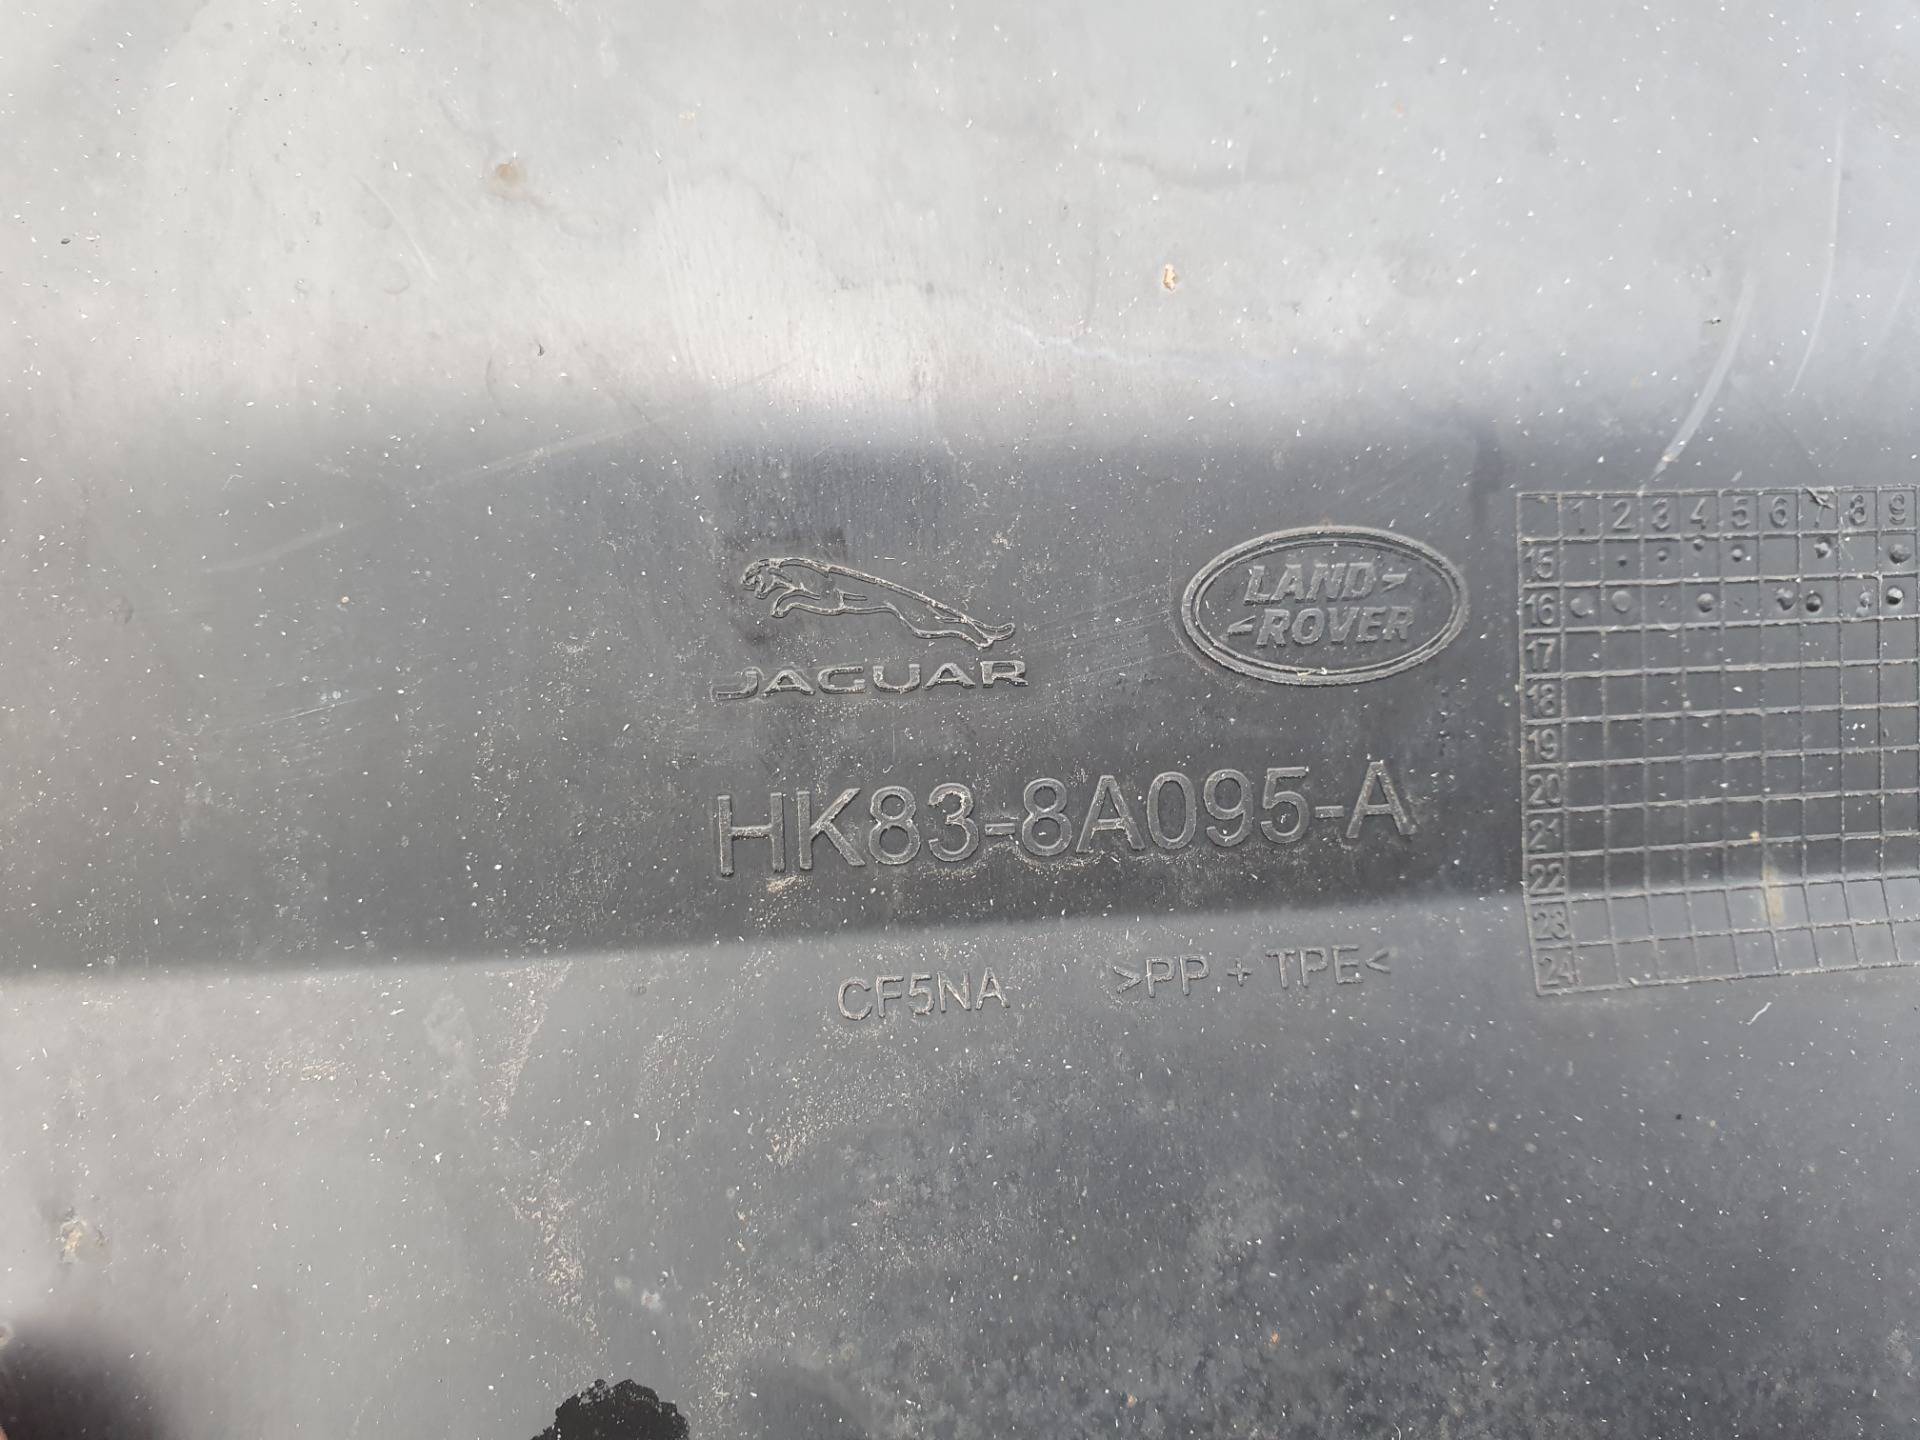 JAGUAR
LAND-
-ROVER
HK83-8A095-A
CF5NA
>PP + TPE<
1 2 3 4 5 6 7 8 9
15
16
17
18
19
20
21
22
23
24